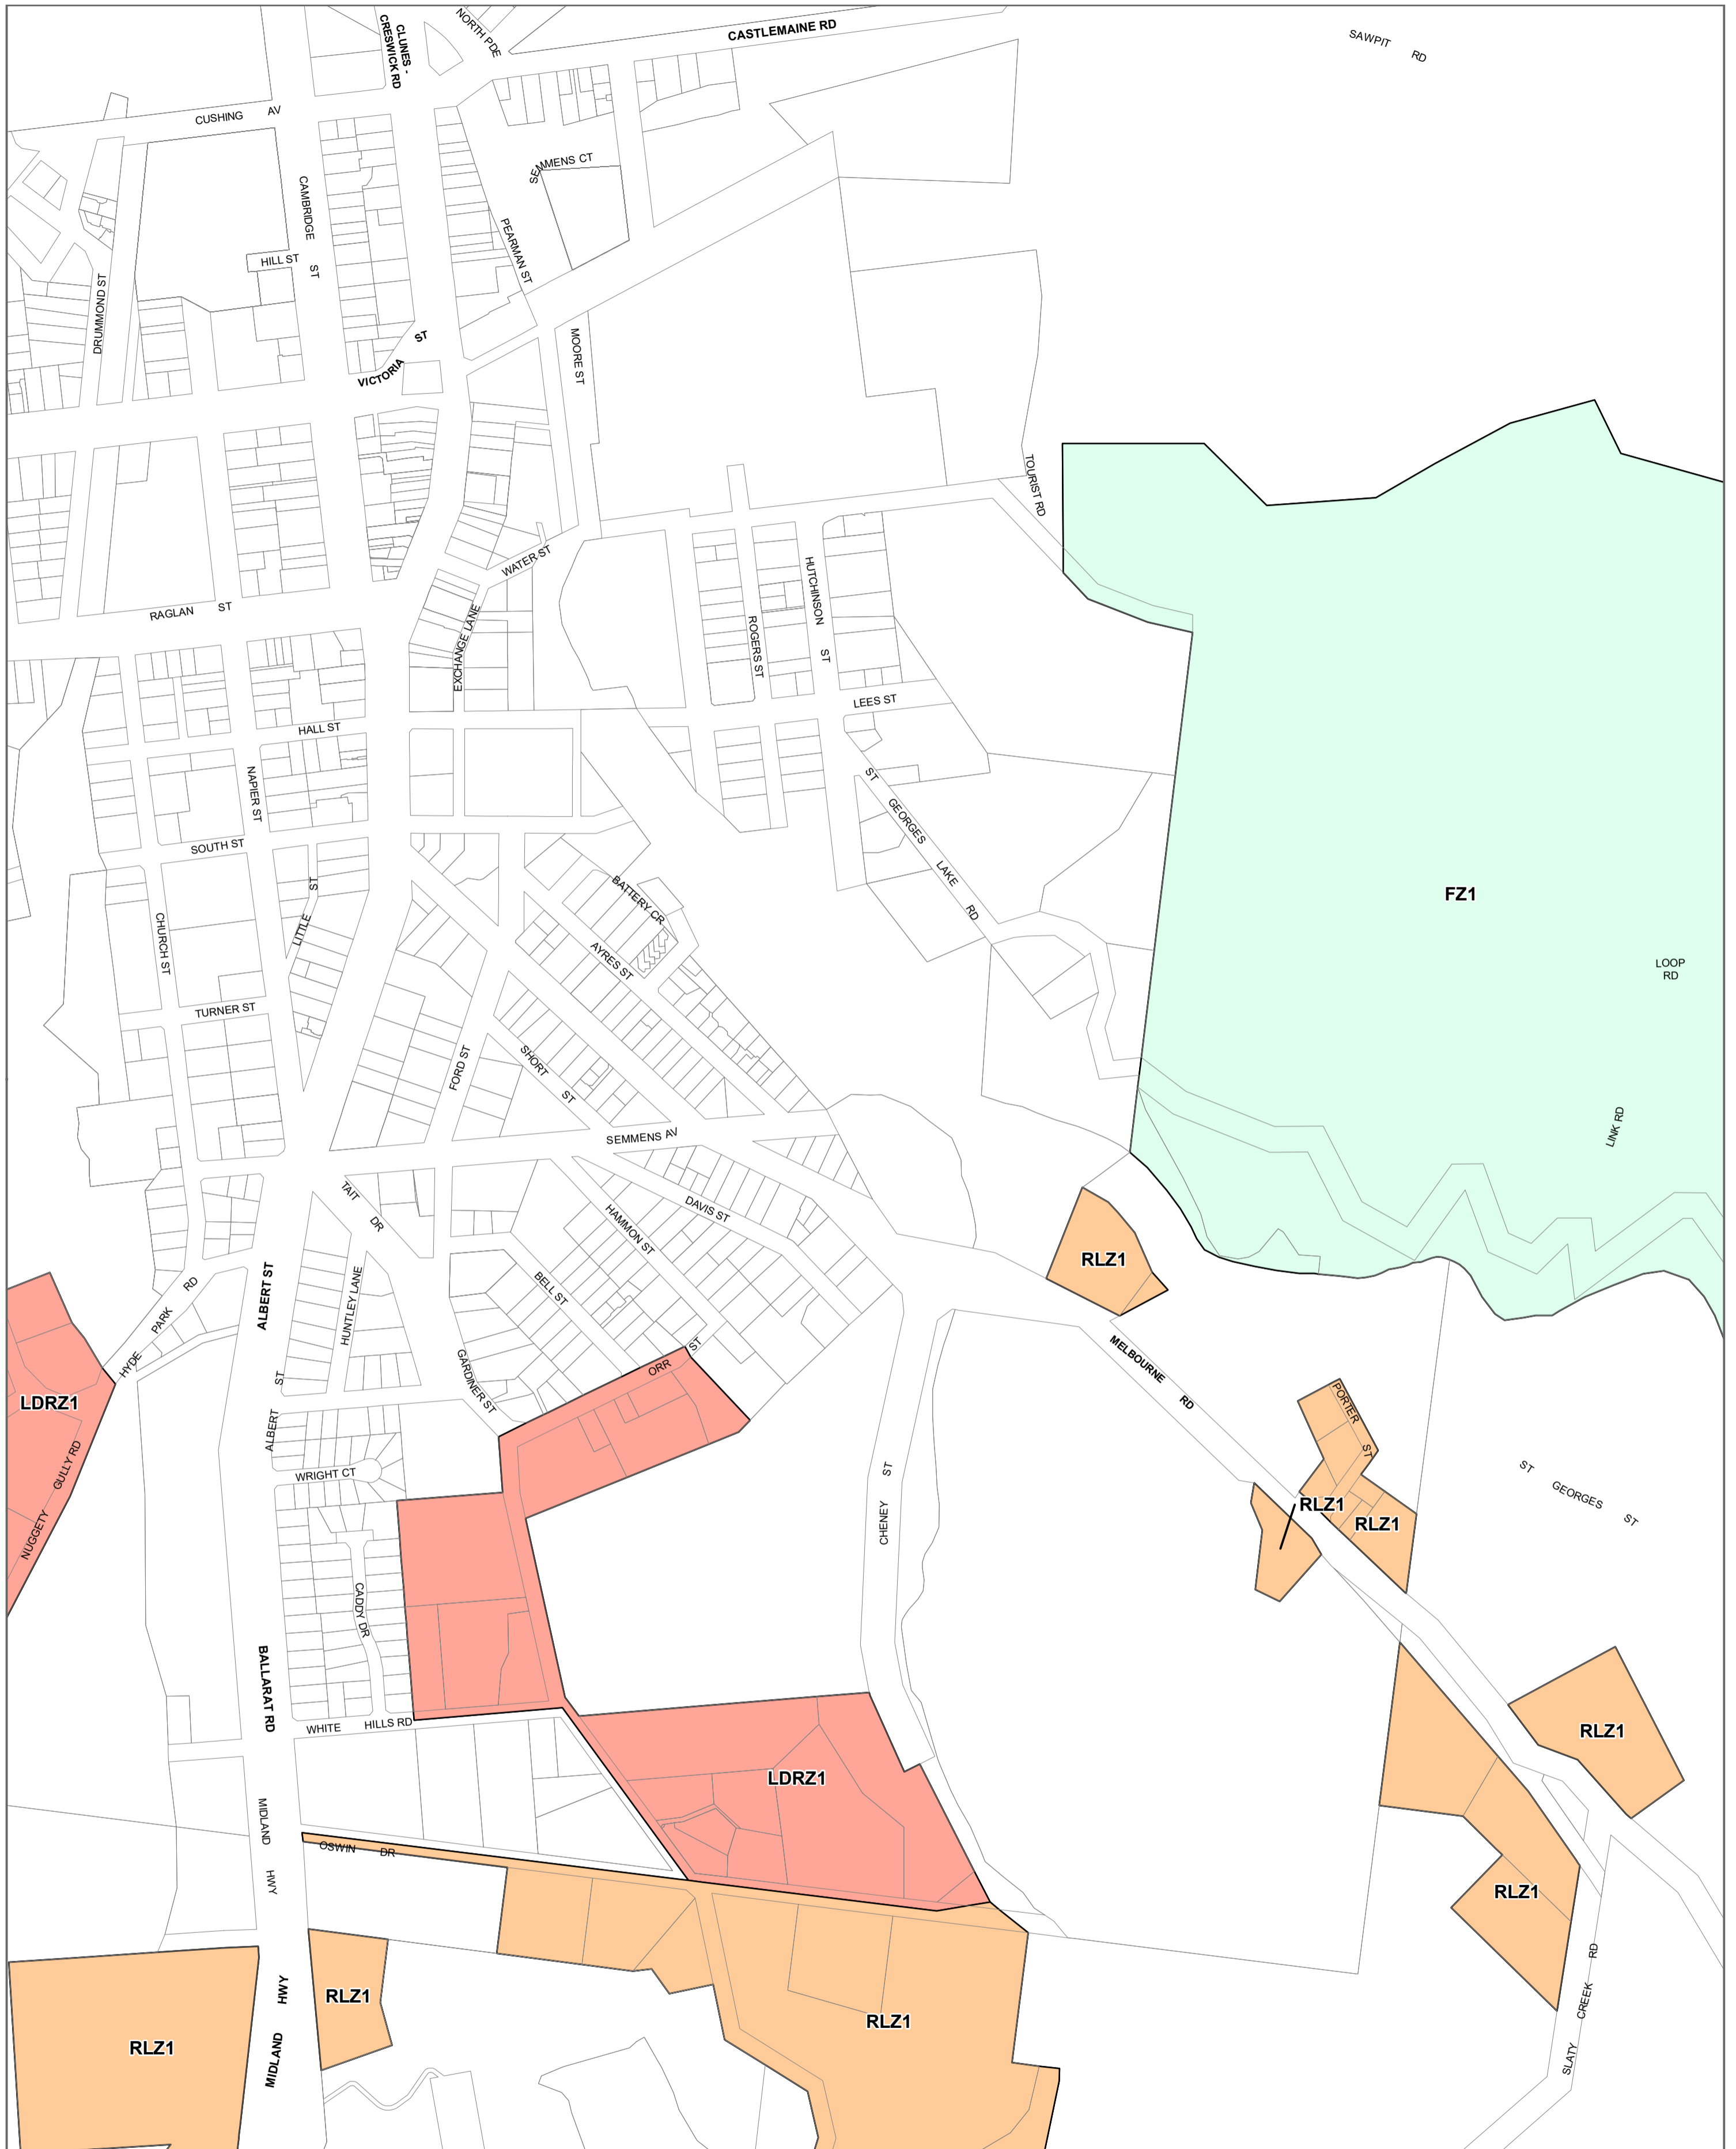 CLUNES -
CRESWICK RD
NORTH PDE
CASTLEMAINE RD
SAWPIT RD
CUSHING AV
SEMMENS CT
CAMBRIDGE ST
PEARMAN ST
HILL ST
DRUMMOND ST
VICTORIA ST
MOORE ST
TOURIST RD
WATER ST
HUTCHINSON ST
RAGLAN ST
EXCHANGE LANE
ROGERS ST
LEES ST
HALL ST
NAPIER ST
ST GEORGES LAKE RD
SOUTH ST
LITTLE ST
BATTERY CR
FZ1
CHURCH ST
AYRES ST
LOOP
RD
TURNER ST
FORD ST
SHORT ST
LINK RD
SEMMENS AV
TAIT DR
DAVIS ST
HAMMON ST
RLZ1
ALBERT ST
PARK RD
HYDE
HUNTLEY LANE
BELL ST
ORR ST
MELBOURNE RD
GARDINER ST
LDRZ1
ALBERT ST
PORTER ST
NUGGETY GULLY RD
WRIGHT CT
CHENEY ST
RLZ1
RLZ1
ST GEORGES ST
CADDY DR
BALLARAT RD
WHITE HILLS RD
RLZ1
LDRZ1
MIDLAND HWY
OSWIN DR
RLZ1
SLATY CREEK RD
MIDLAND HWY
RLZ1
RLZ1
RLZ1